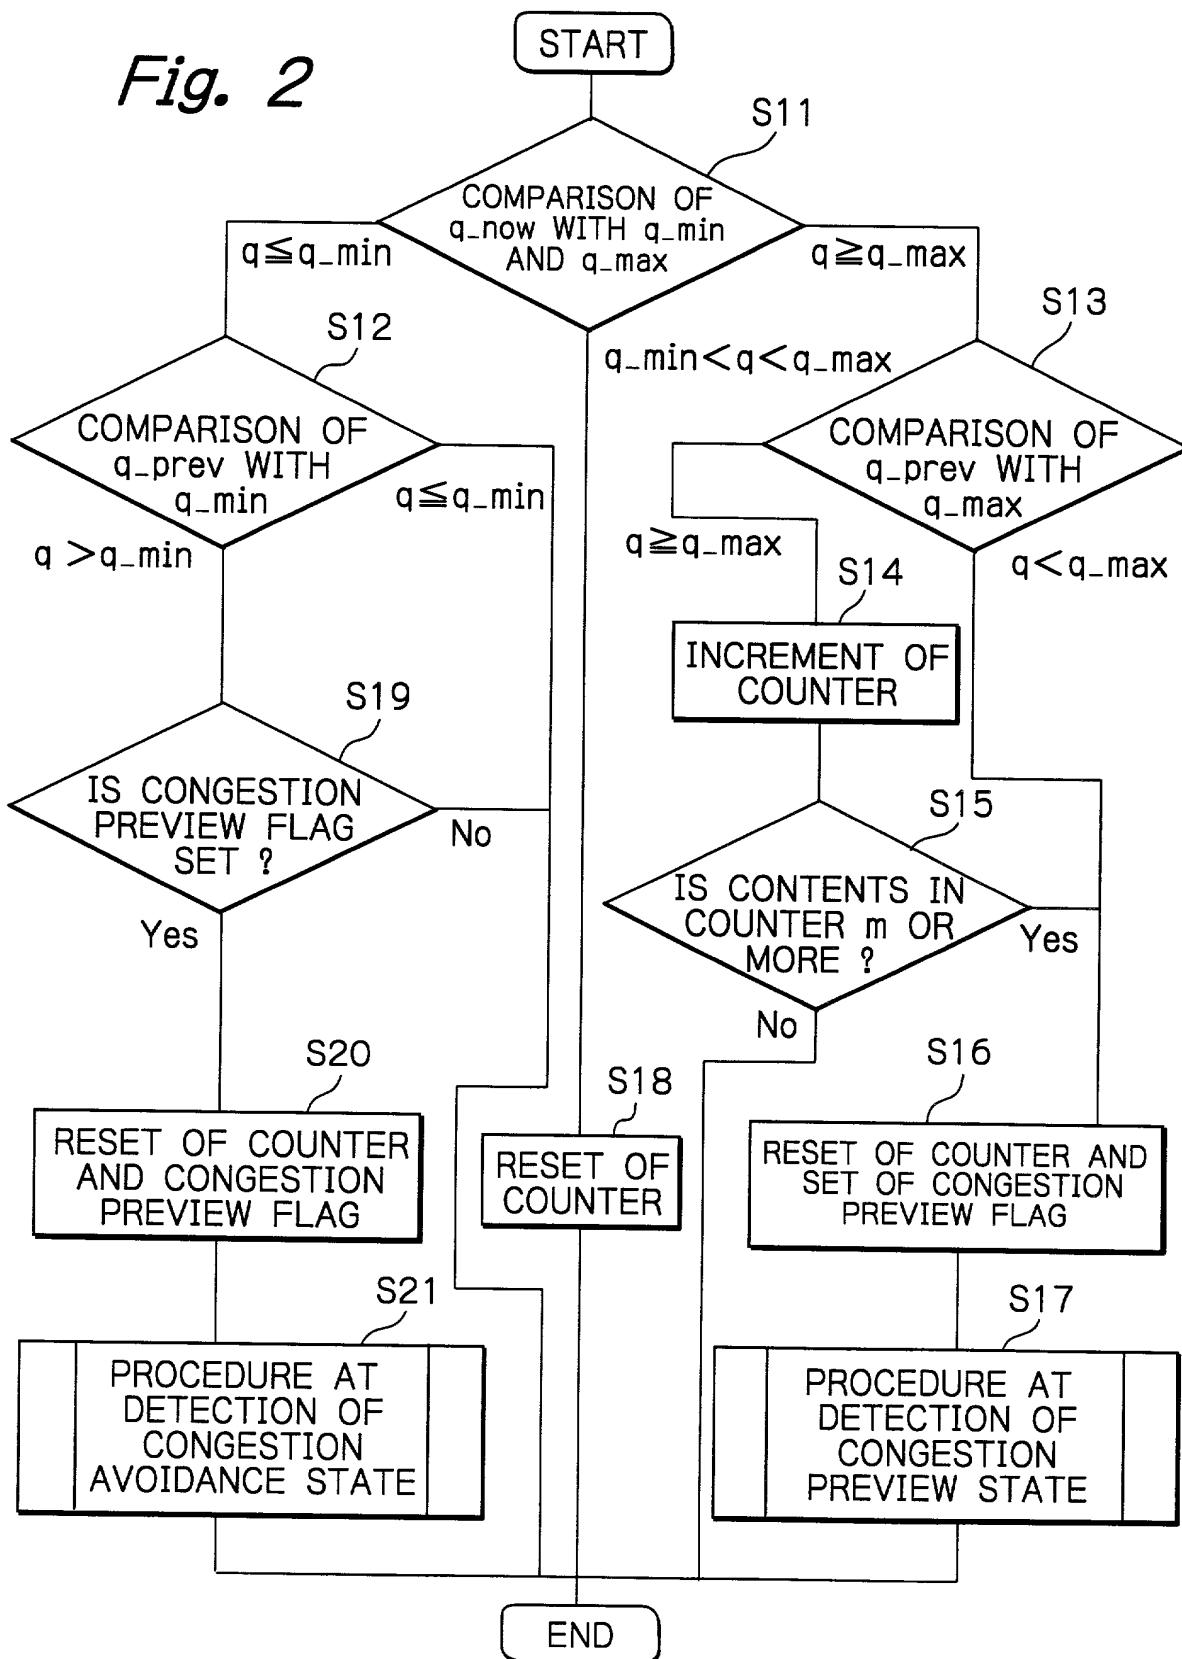 Fig. 2
START
S11
COMPARISON OF
q_now WITH q_min
AND q_max
q≦q_min
q≧q_max
S12
S13
q_min<q<q_max
COMPARISON OF
q_prev WITH
q_min
COMPARISON OF
q_prev WITH
q_max
q≦q_min
q >q_min
q≧q_max
q<q_max
S14
INCREMENT OF
COUNTER
S19
IS CONGESTION
PREVIEW FLAG
SET ?
No
Yes
S15
IS CONTENTS IN
COUNTER m OR
MORE ?
Yes
No
S20
RESET OF COUNTER
AND CONGESTION
PREVIEW FLAG
S18
RESET OF
COUNTER
S16
RESET OF COUNTER AND
SET OF CONGESTION
PREVIEW FLAG
S21
PROCEDURE AT
DETECTION OF
CONGESTION
AVOIDANCE STATE
S17
PROCEDURE AT
DETECTION OF
CONGESTION
PREVIEW STATE
END